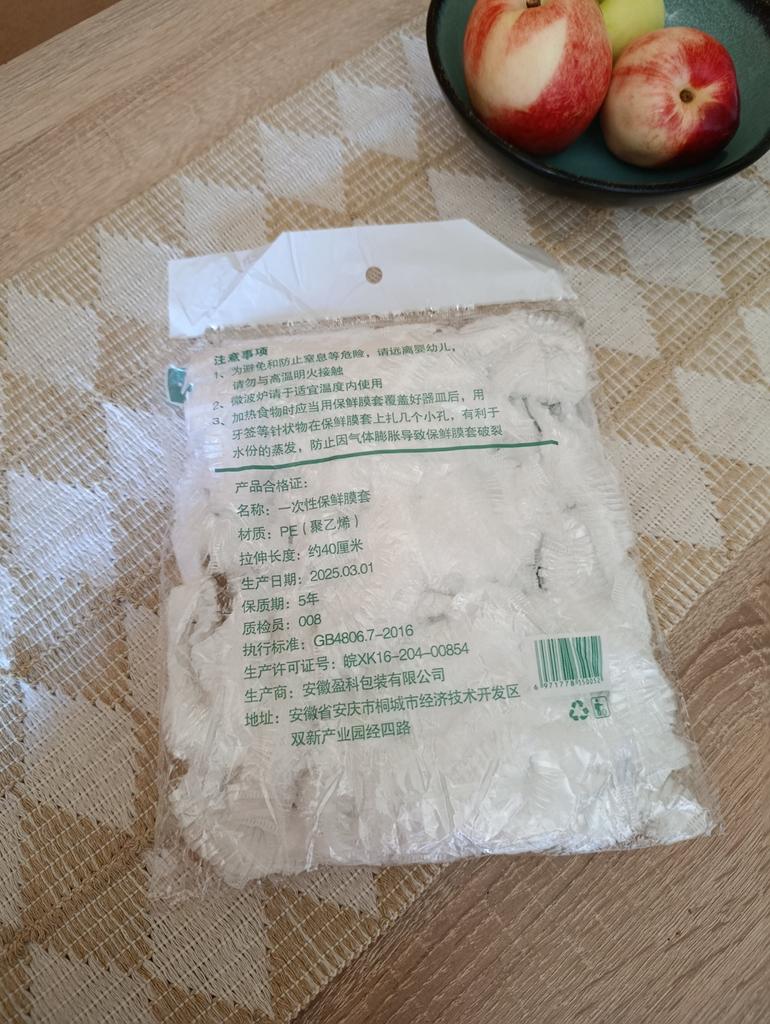 注意事项
1、为避免和防止窒息等危险，请远离婴幼儿，
请勿与高温明火接触
2、微波炉请于适宜温度内使用
3、加热食物时应当用保鲜膜套覆盖好器皿后，用
牙签等针状物在保鲜膜套上扎几个小孔，有利于
水份的蒸发，防止因气体膨胀导致保鲜膜套破裂
产品合格证：
名称：一次性保鲜膜套
材质：PE（聚乙烯）
拉伸长度：约40厘米
生产日期：2025.03.01
保质期：5年
质检员：008
执行标准：GB4806.7-2016
生产许可证号：皖XK16-204-00854
生产商：安徽盈科包装有限公司
地址：安徽省安庆市桐城市经济技术开发区
双新产业园经四路
6 971778 550052